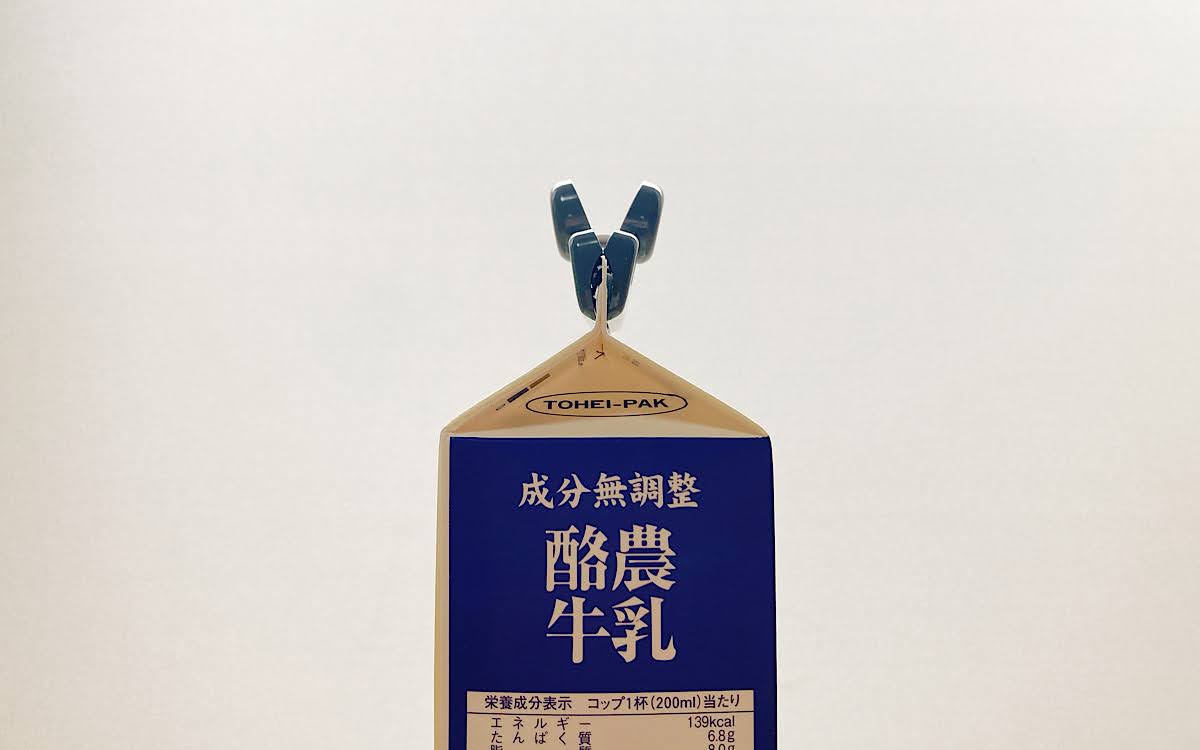 TOHEI-PAK
成分無調整
酪農
牛乳
栄養成分表示 コップ1杯(200ml)当たり
エネルギー 139kcal
たんぱく質 6.8g